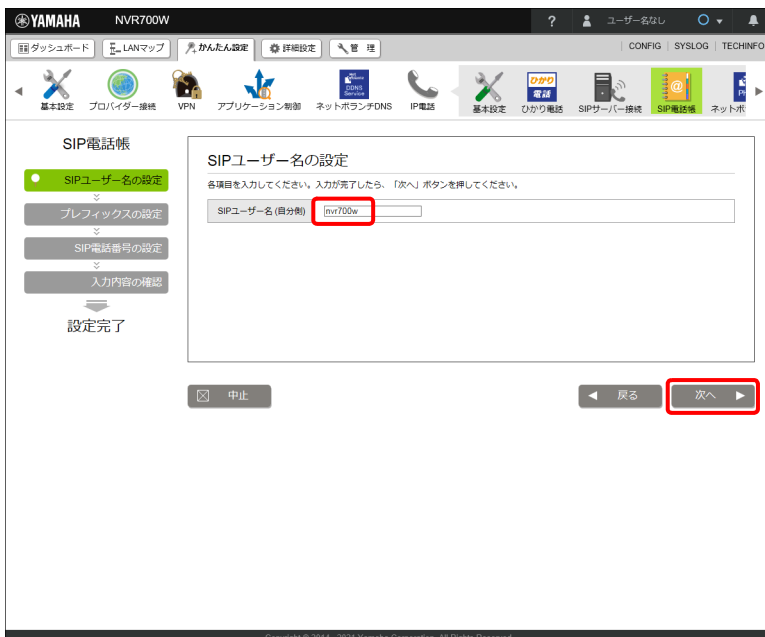 YAMAHA NVR700W ? ユーザー名なし
ダッシュボード LANマップ かんたん設定 詳細設定 管 理 CONFIG SYSLOG TECHINFO
ひかり 電話
DDNS Service
基本設定 プロバイダー接続 VPN アプリケーション制御 ネットボランチDNS IP電話 基本設定 ひかり電話 SIPサーバー接続 SIP電話帳 ネットボ
SIP電話帳
SIPユーザー名の設定
プレフィックスの設定
SIP電話番号の設定
入力内容の確認
設定完了
SIPユーザー名の設定
各項目を入力してください。入力が完了したら、「次へ」ボタンを押してください。
SIPユーザー名 (自分側) nvr700w
中止 戻る 次へ